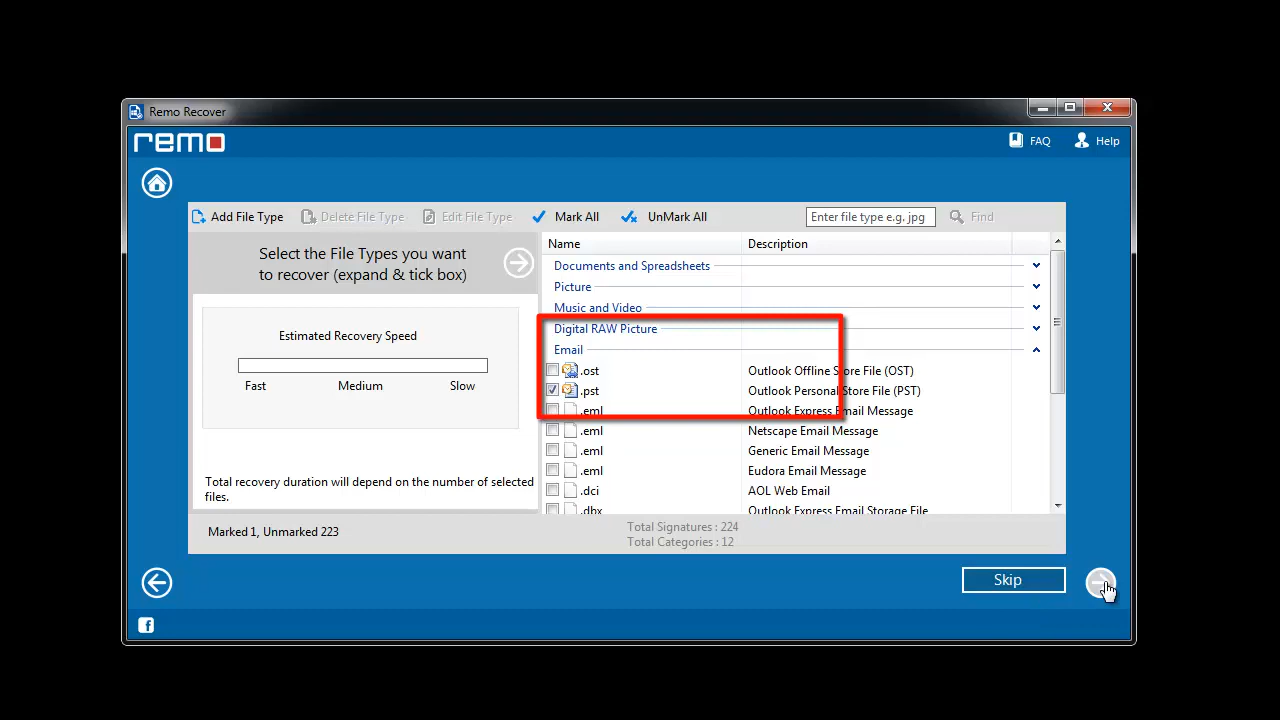 Remo Recover
remo
FAQ
Help
Add File Type
Delete File Type
Edit File Type
Mark All
UnMark All
Enter file type e.g. jpg
Find
Select the File Types you want
to recover (expand & tick box)
Estimated Recovery Speed
Fast
Medium
Slow
Total recovery duration will depend on the number of selected
files.
Name
Description
Documents and Spreadsheets
Picture
Music and Video
Digital RAW Picture
Email
.ost
Outlook Offline Store File (OST)
.pst
Outlook Personal Store File (PST)
.eml
Outlook Express Email Message
.eml
Netscape Email Message
.eml
Generic Email Message
.eml
Eudora Email Message
.dci
AOL Web Email
.dbx
Outlook Express Email Storage File
Marked 1, Unmarked 223
Total Signatures : 224
Total Categories : 12
Skip
f